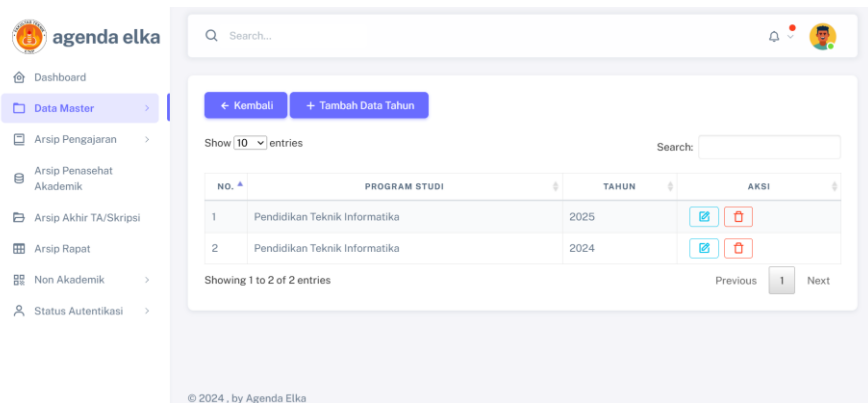 agenda elka
Search...
Dashboard
Data Master
Arsip Pengajaran
Arsip Penasehat
Akademik
Arsip Akhir TA/Skripsi
Arsip Rapat
Non Akademik
Status Autentikasi
← Kembali
+ Tambah Data Tahun
Show 10 entries
Search:
NO. PROGRAM STUDI TAHUN AKSI
1 Pendidikan Teknik Informatika 2025
2 Pendidikan Teknik Informatika 2024
Showing 1 to 2 of 2 entries
Previous 1 Next
© 2024 , by Agenda Elka